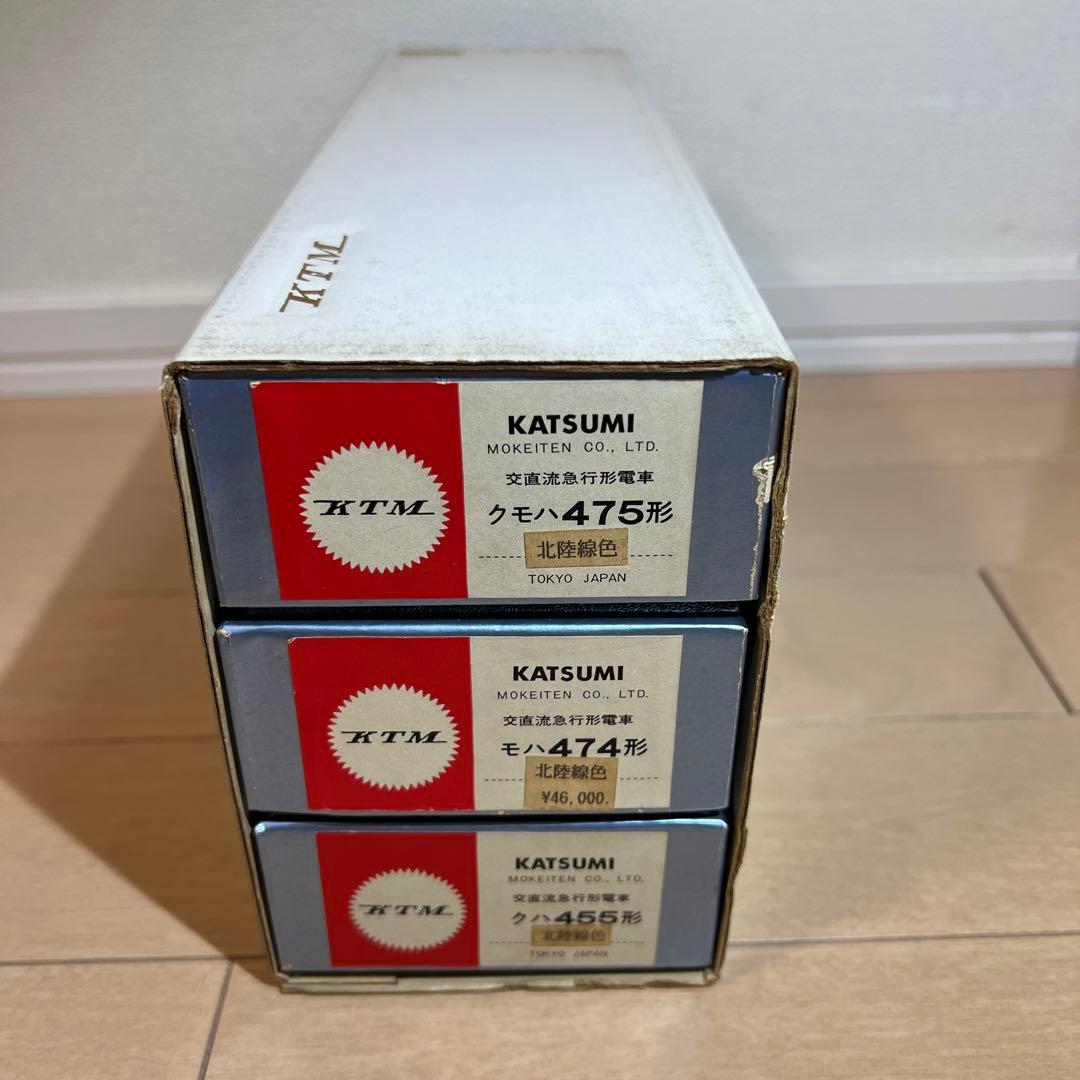 KTM
KTM
KATSUMI
MOKEITEN CO., LTD.
交直流急行形電車
クモハ475形
北陸線色
TOKYO JAPAN
KTM
KATSUMI
MOKEITEN CO., LTD.
交直流急行形電車
モハ474形
北陸線色
¥46,000.
KTM
KATSUMI
MOKEITEN CO., LTD.
交直流急行形電車
クハ455形
北陸線色
TOKYO JAPAN